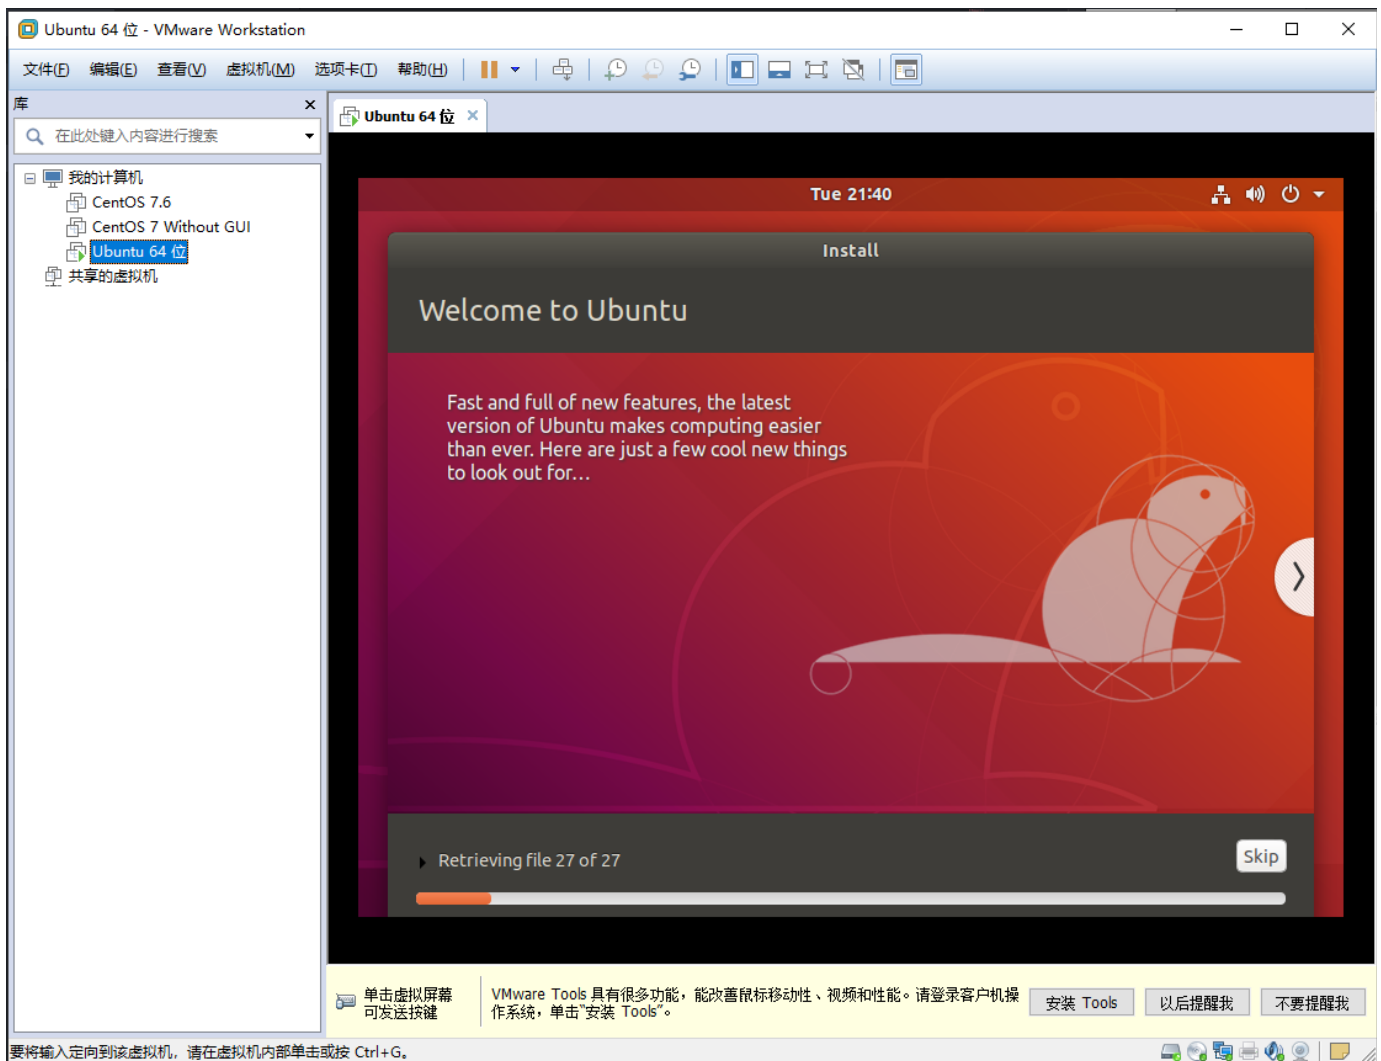 Ubuntu 64 位 - VMware Workstation
文件(F) 编辑(E) 查看(V) 虚拟机(M) 选项卡(T) 帮助(H)
库
在此处键入内容进行搜索
我的计算机
CentOS 7.6
CentOS 7 Without GUI
Ubuntu 64 位
共享的虚拟机
Ubuntu 64 位
Tue 21:40
Install
Welcome to Ubuntu
Fast and full of new features, the latest
version of Ubuntu makes computing easier
than ever. Here are just a few cool new things
to look out for…
Retrieving file 27 of 27
Skip
单击虚拟屏幕
可发送按键
VMware Tools 具有很多功能，能改善鼠标移动性、视频和性能。请登录客户机操
作系统，单击“安装 Tools”。
安装 Tools
以后提醒我
不要提醒我
要将输入定向到该虚拟机，请在虚拟机内部单击或按 Ctrl+G。